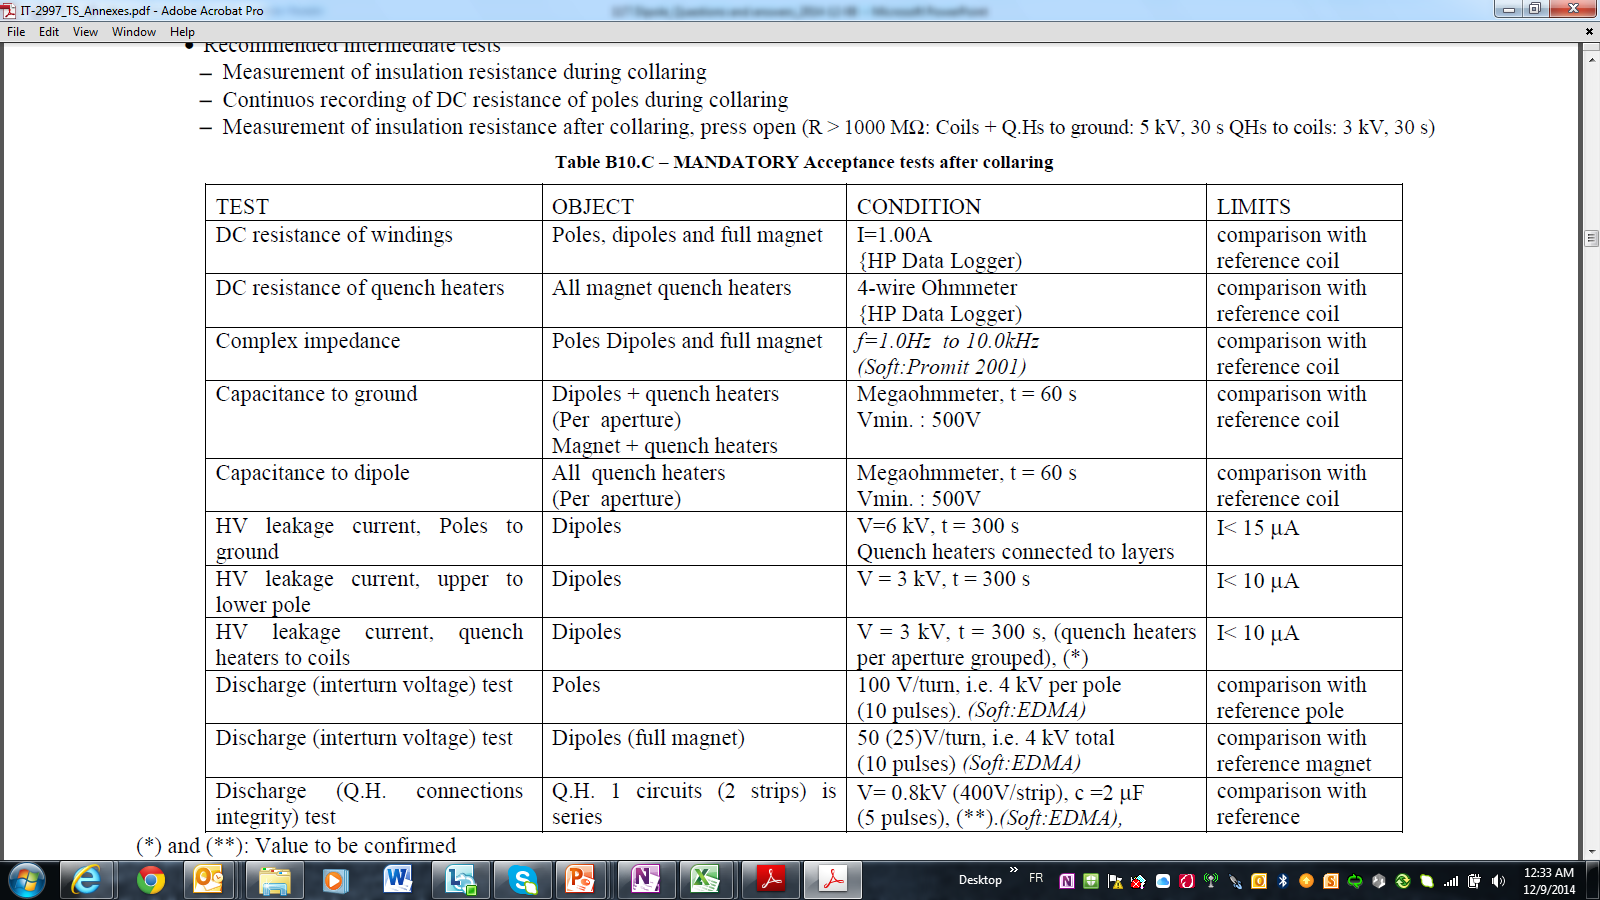 IT-2997_TS_Annexes.pdf - Adobe Acrobat Pro
File Edit View Window Help
• Recommended intermediate tests
– Measurement of insulation resistance during collaring
– Continuos recording of DC resistance of poles during collaring
– Measurement of insulation resistance after collaring, press open (R > 1000 MΩ: Coils + Q.Hs to ground: 5 kV, 30 s QHs to coils: 3 kV, 30 s)
Table B10.C – MANDATORY Acceptance tests after collaring
TEST OBJECT CONDITION LIMITS
DC resistance of windings Poles, dipoles and full magnet I=1.00A comparison with
{HP Data Logger) reference coil
DC resistance of quench heaters All magnet quench heaters 4-wire Ohmmeter comparison with
{HP Data Logger) reference coil
Complex impedance Poles Dipoles and full magnet f=1.0Hz to 10.0kHz comparison with
(Soft:Promit 2001) reference coil
Capacitance to ground Dipoles + quench heaters Megaohmmeter, t = 60 s comparison with
(Per aperture) Vmin. : 500V reference coil
Magnet + quench heaters
Capacitance to dipole All quench heaters Megaohmmeter, t = 60 s comparison with
(Per aperture) Vmin. : 500V reference coil
HV leakage current, Poles to Dipoles V=6 kV, t = 300 s I< 15 μA
ground Quench heaters connected to layers
HV leakage current, upper to Dipoles V = 3 kV, t = 300 s I< 10 μA
lower pole
HV leakage current, quench Dipoles V = 3 kV, t = 300 s, (quench heaters I< 10 μA
heaters to coils per aperture grouped), (*)
Discharge (interturn voltage) test Poles 100 V/turn, i.e. 4 kV per pole comparison with
(10 pulses). (Soft:EDMA) reference pole
Discharge (interturn voltage) test Dipoles (full magnet) 50 (25)V/turn, i.e. 4 kV total comparison with
(10 pulses) (Soft:EDMA) reference magnet
Discharge (Q.H. connections Q.H. 1 circuits (2 strips) is V= 0.8kV (400V/strip), c =2 μF comparison with
integrity) test series (5 pulses), (**).(Soft:EDMA), reference
(*) and (**): Value to be confirmed
Desktop » FR 12:33 AM
12/9/2014